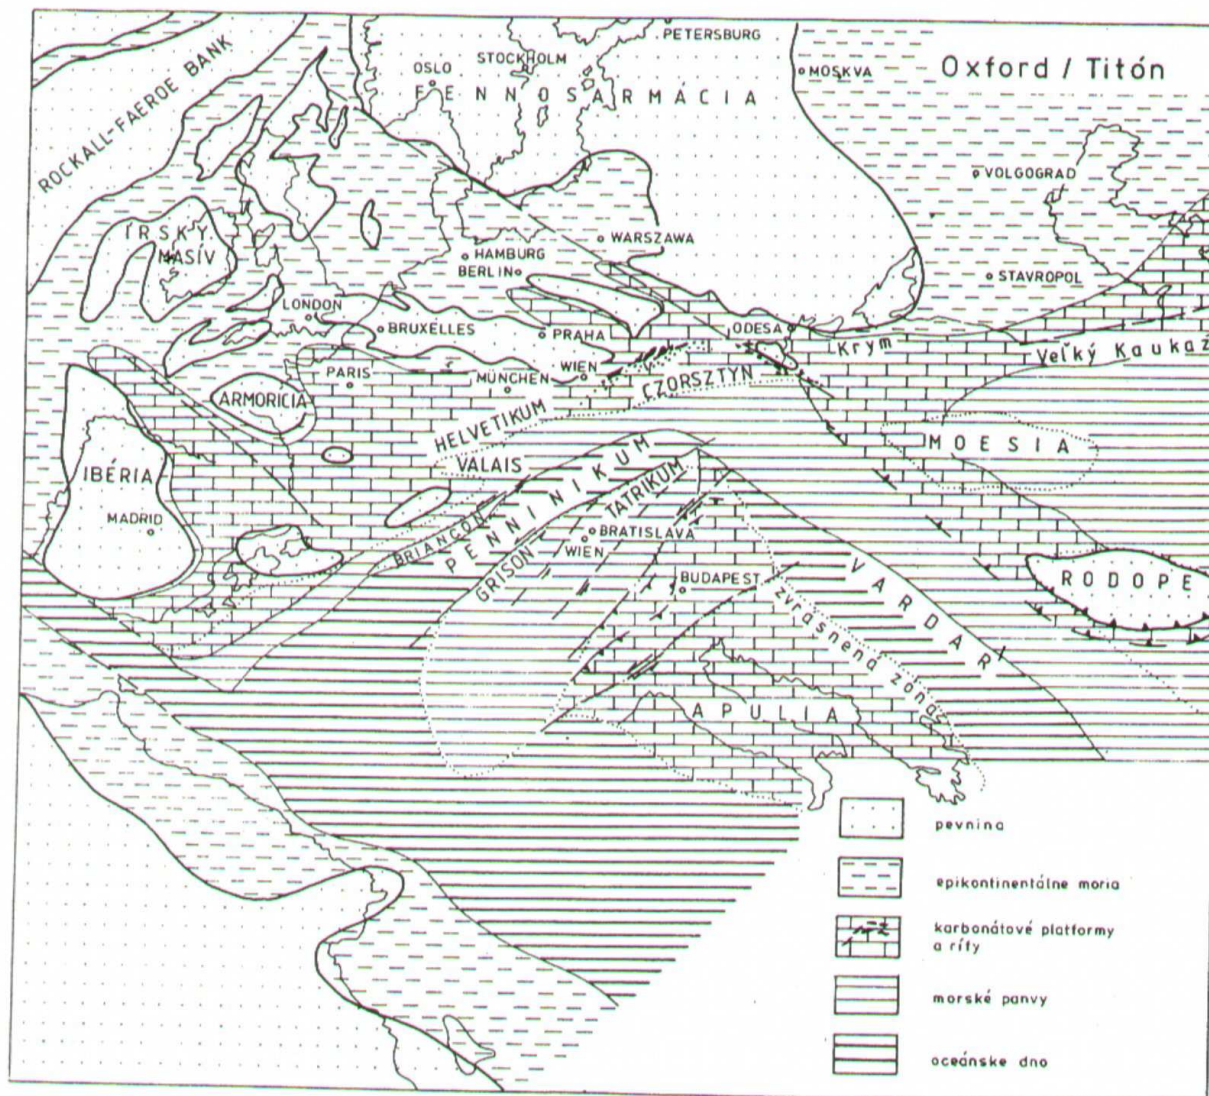 PETERSBURG
Oxford / Titón
STOCKHOLM
OSLO
MOSKVA
FENNOSARMÁCIA
ROCKALL-FAEROE BANK
VOLGOGRAD
ÍRSKY
MASÍV
WARSZAWA
HAMBURG
BERLIN
STAVROPOL
LONDON
BRUXELLES
PRAHA
ODESA
Krym
Veľký Kaukaz
PARIS
WIEN
MÜNCHEN
CZORSZTYN
ARMORICIA
HELVETIKUM
MOESIA
VALAIS
IBÉRIA
PENNINIKUM
TATRIKUM
MADRID
BRIANÇON
BRATISLAVA
WIEN
GRISON
BUDAPEST
VARDAR
RODOPE
zvrásnená zóna
APULIA
pevnina
epikontinentálne moria
karbonátové platformy
a rífy
morské panvy
oceánske dno